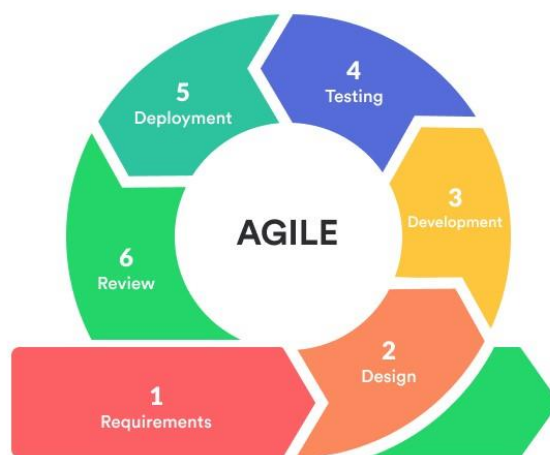 5
Deployment
4
Testing
3
Development
AGILE
6
Review
2
Design
1
Requirements